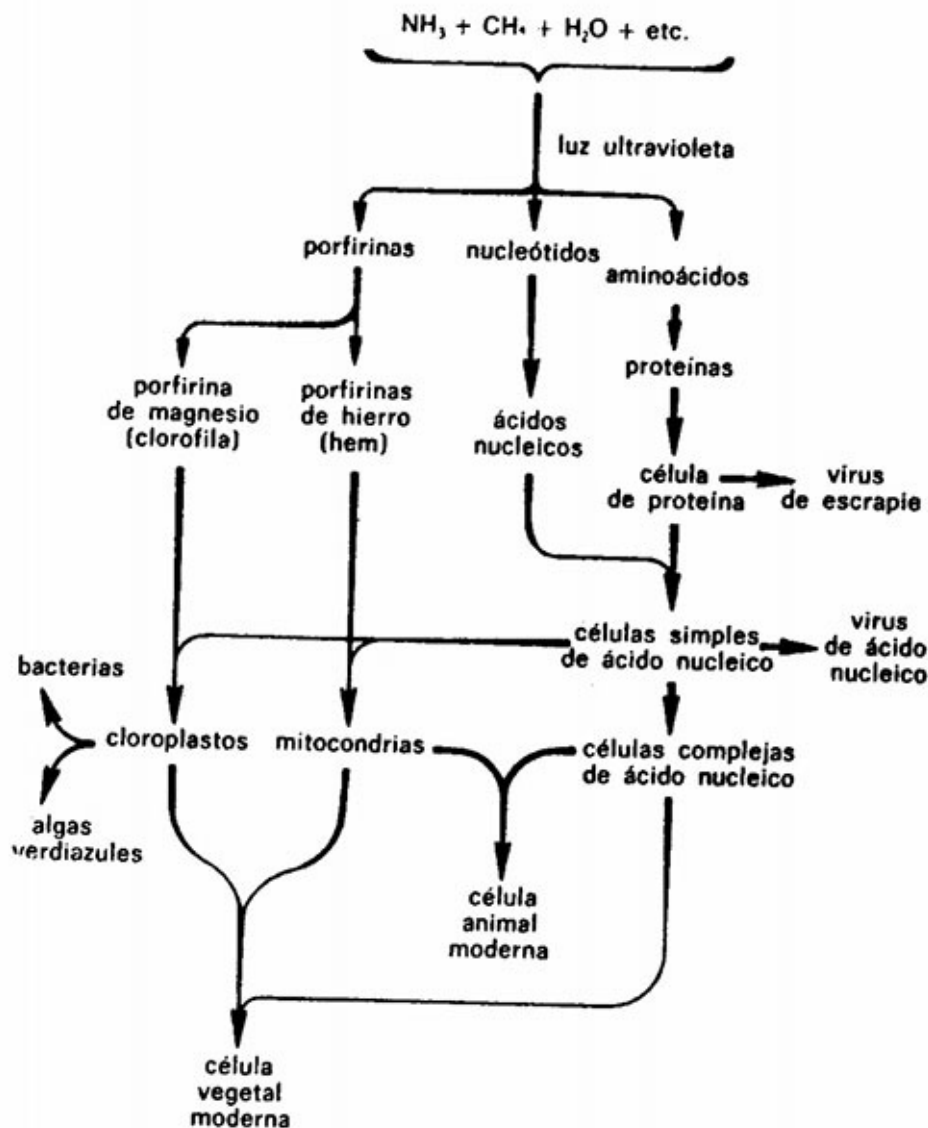 NH₃ + CH₄ + H₂O + etc.
luz ultravioleta
porfirinas
nucleótidos
aminoácidos
proteínas
porfirina
de magnesio
(clorofila)
porfirinas
de hierro
(hem)
ácidos
nucleicos
célula
de proteína
virus
de escrapie
células simples
de ácido nucleico
virus
de ácido
nucleico
bacterias
cloroplastos
mitocondrias
células complejas
de ácido nucleico
algas
verdiazules
célula
animal
moderna
célula
vegetal
moderna